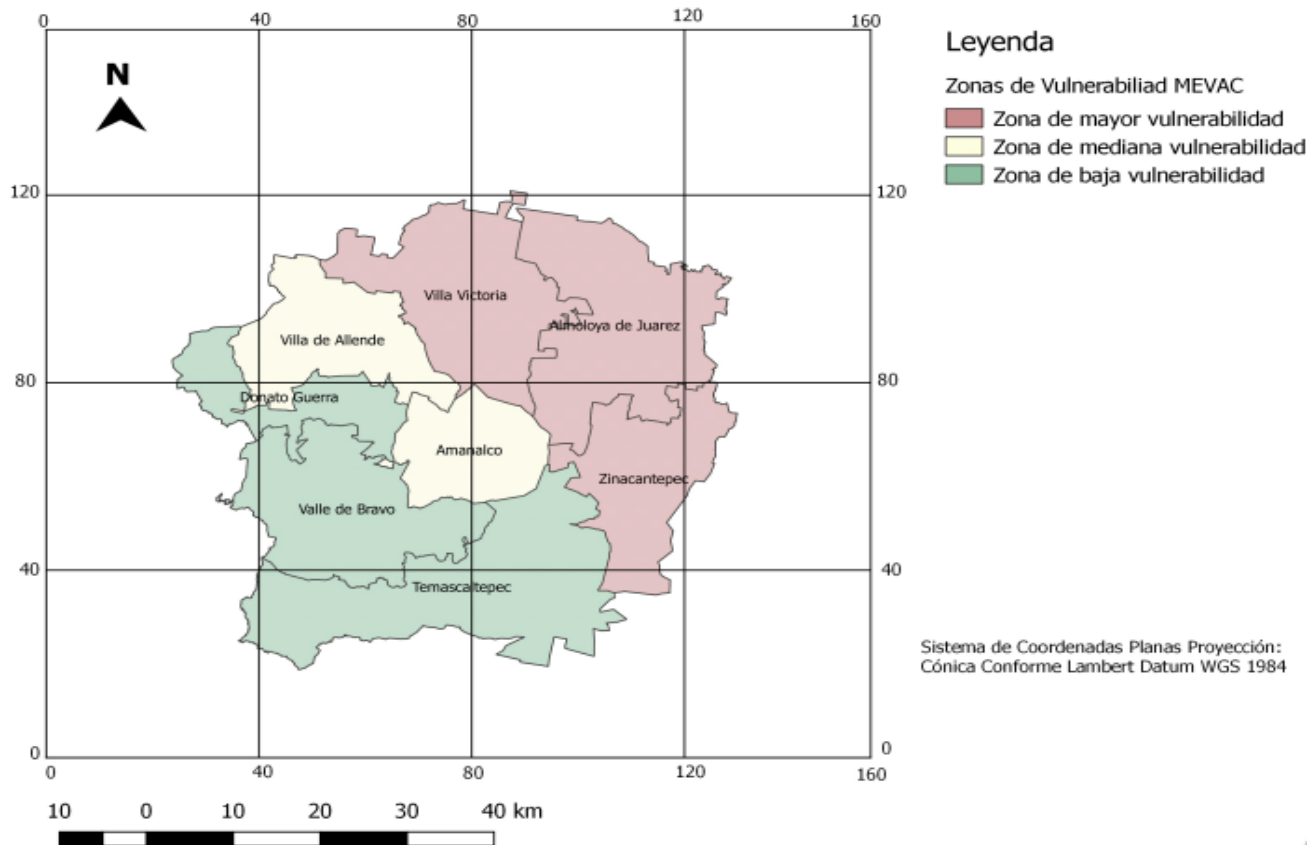 0 40 80 120 160
N
Leyenda
Zonas de Vulnerabiliad MEVAC
Zona de mayor vulnerabilidad
Zona de mediana vulnerabilidad
Zona de baja vulnerabilidad
120 120
Villa Victoria
Almoloya de Juarez
Villa de Allende
80 80
Donato Guerra
Amanalco
Zinacantepec
Valle de Bravo
40 40
Temascaltepec
Sistema de Coordenadas Planas Proyección:
Cónica Conforme Lambert Datum WGS 1984
0 0
0 40 80 120 160
10 0 10 20 30 40 km